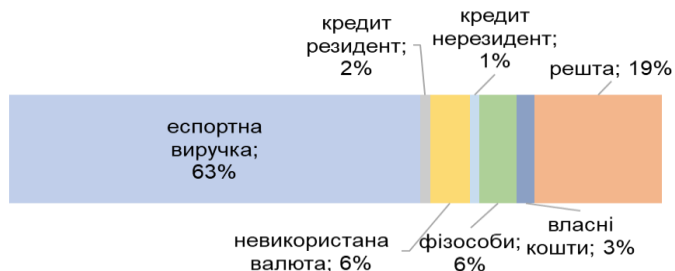 кредит
резидент;
2%
кредит
нерезидент;
1%
решта; 19%
еспортна
виручка;
63%
невикористана
валюта; 6%
фізособи;
6%
власні
кошти; 3%